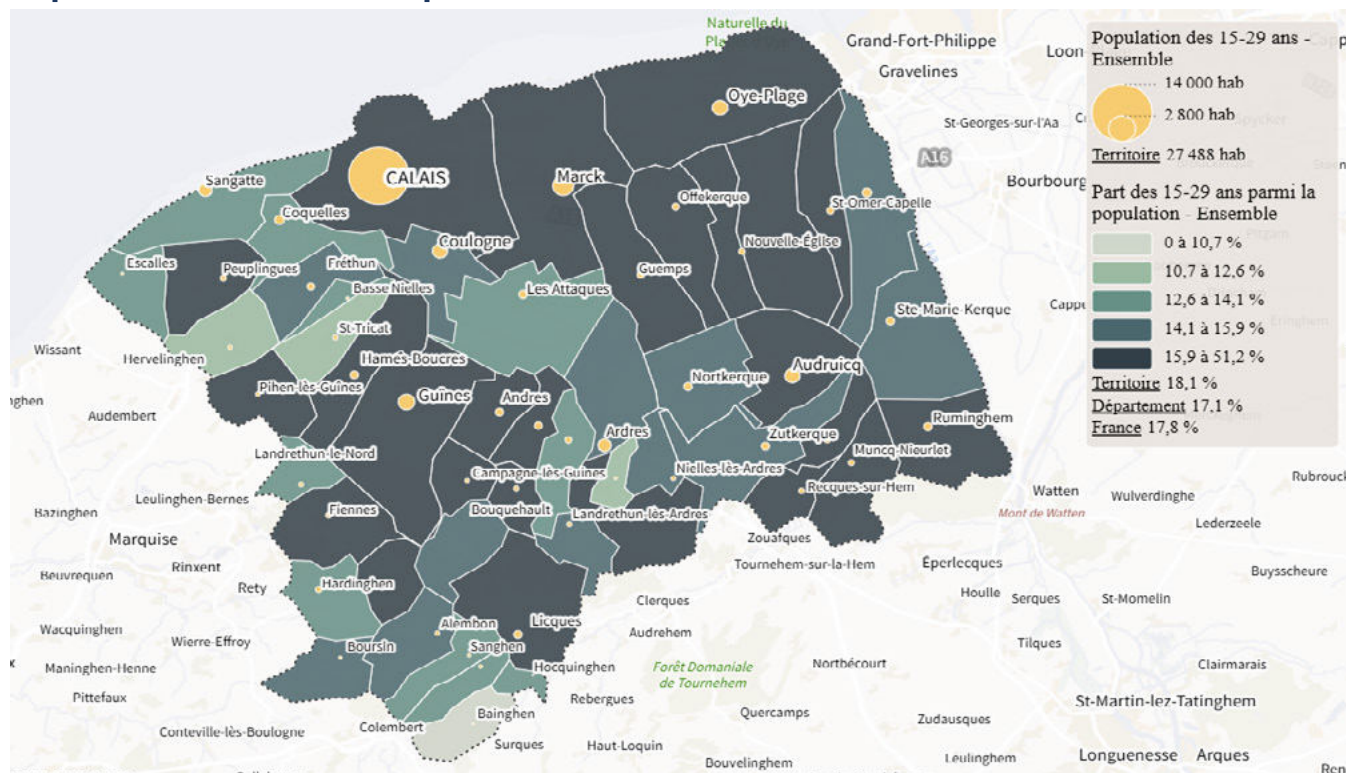 Naturelle du
Grand-Fort-Philippe
Gravelines
Oye-Plage
St-Georges-sur-l'Aa
A16
Bourbourg
Sangatte
CALAIS
Marck
Offekerque
St-Omer-Capelle
Coquelles
Coulogne
Nouvelle-Église
Escalles
Peuplingues
Fréthun
Guemps
Basse Nielles
Les Attaques
Ste-Marie-Kerque
Cappe
St-Tricat
Wissant
Hervelinghen
Hames-Boucres
Audruicq
Nortkerque
Pihen-lès-Guînes
Guînes
Andres
Audembert
Ruminghem
Ardres
Zutkerque
Muncq-Nieurlet
Landrethun-le-Nord
Campagne-lès-Guines
Nielles-lès-Ardres
Recques-sur-Hem
Leulinghen-Bernes
Bazinghen
Fiennes
Bouquehault
Landrethun-lès-Ardres
Watten
Wulverdinghe
Rubrouck
Mont de Watten
Lederzeele
Marquise
Zouafques
Tournehem-sur-la-Hem
Éperlecques
Beuvrequen
Rinxent
Rety
Hardinghen
Buysscheure
Houlle
Serques
St-Momelin
Clerques
Wacquinghen
Wierre-Effroy
Alembon
Licques
Audrehem
Tilques
Boursin
Sanghen
Hocquinghen
Forêt Domaniale
de Tournehem
Northécourt
Clairmarais
Maninghen-Henne
Pittefaux
Rebergues
St-Martin-lez-Tatinghem
Bainghen
Quercamps
Zudausques
Colembert
Conteville-lès-Boulogne
Surques
Haut-Loquin
Bouvelinghem
Leulinghem
Longuenesse
Arques
Population des 15-29 ans -
Ensemble
14 000 hab
2 800 hab
Territoire 27 488 hab
Part des 15-29 ans parmi la
population - Ensemble
0 à 10,7 %
10,7 à 12,6 %
12,6 à 14,1 %
14,1 à 15,9 %
15,9 à 51,2 %
Territoire 18,1 %
Département 17,1 %
France 17,8 %